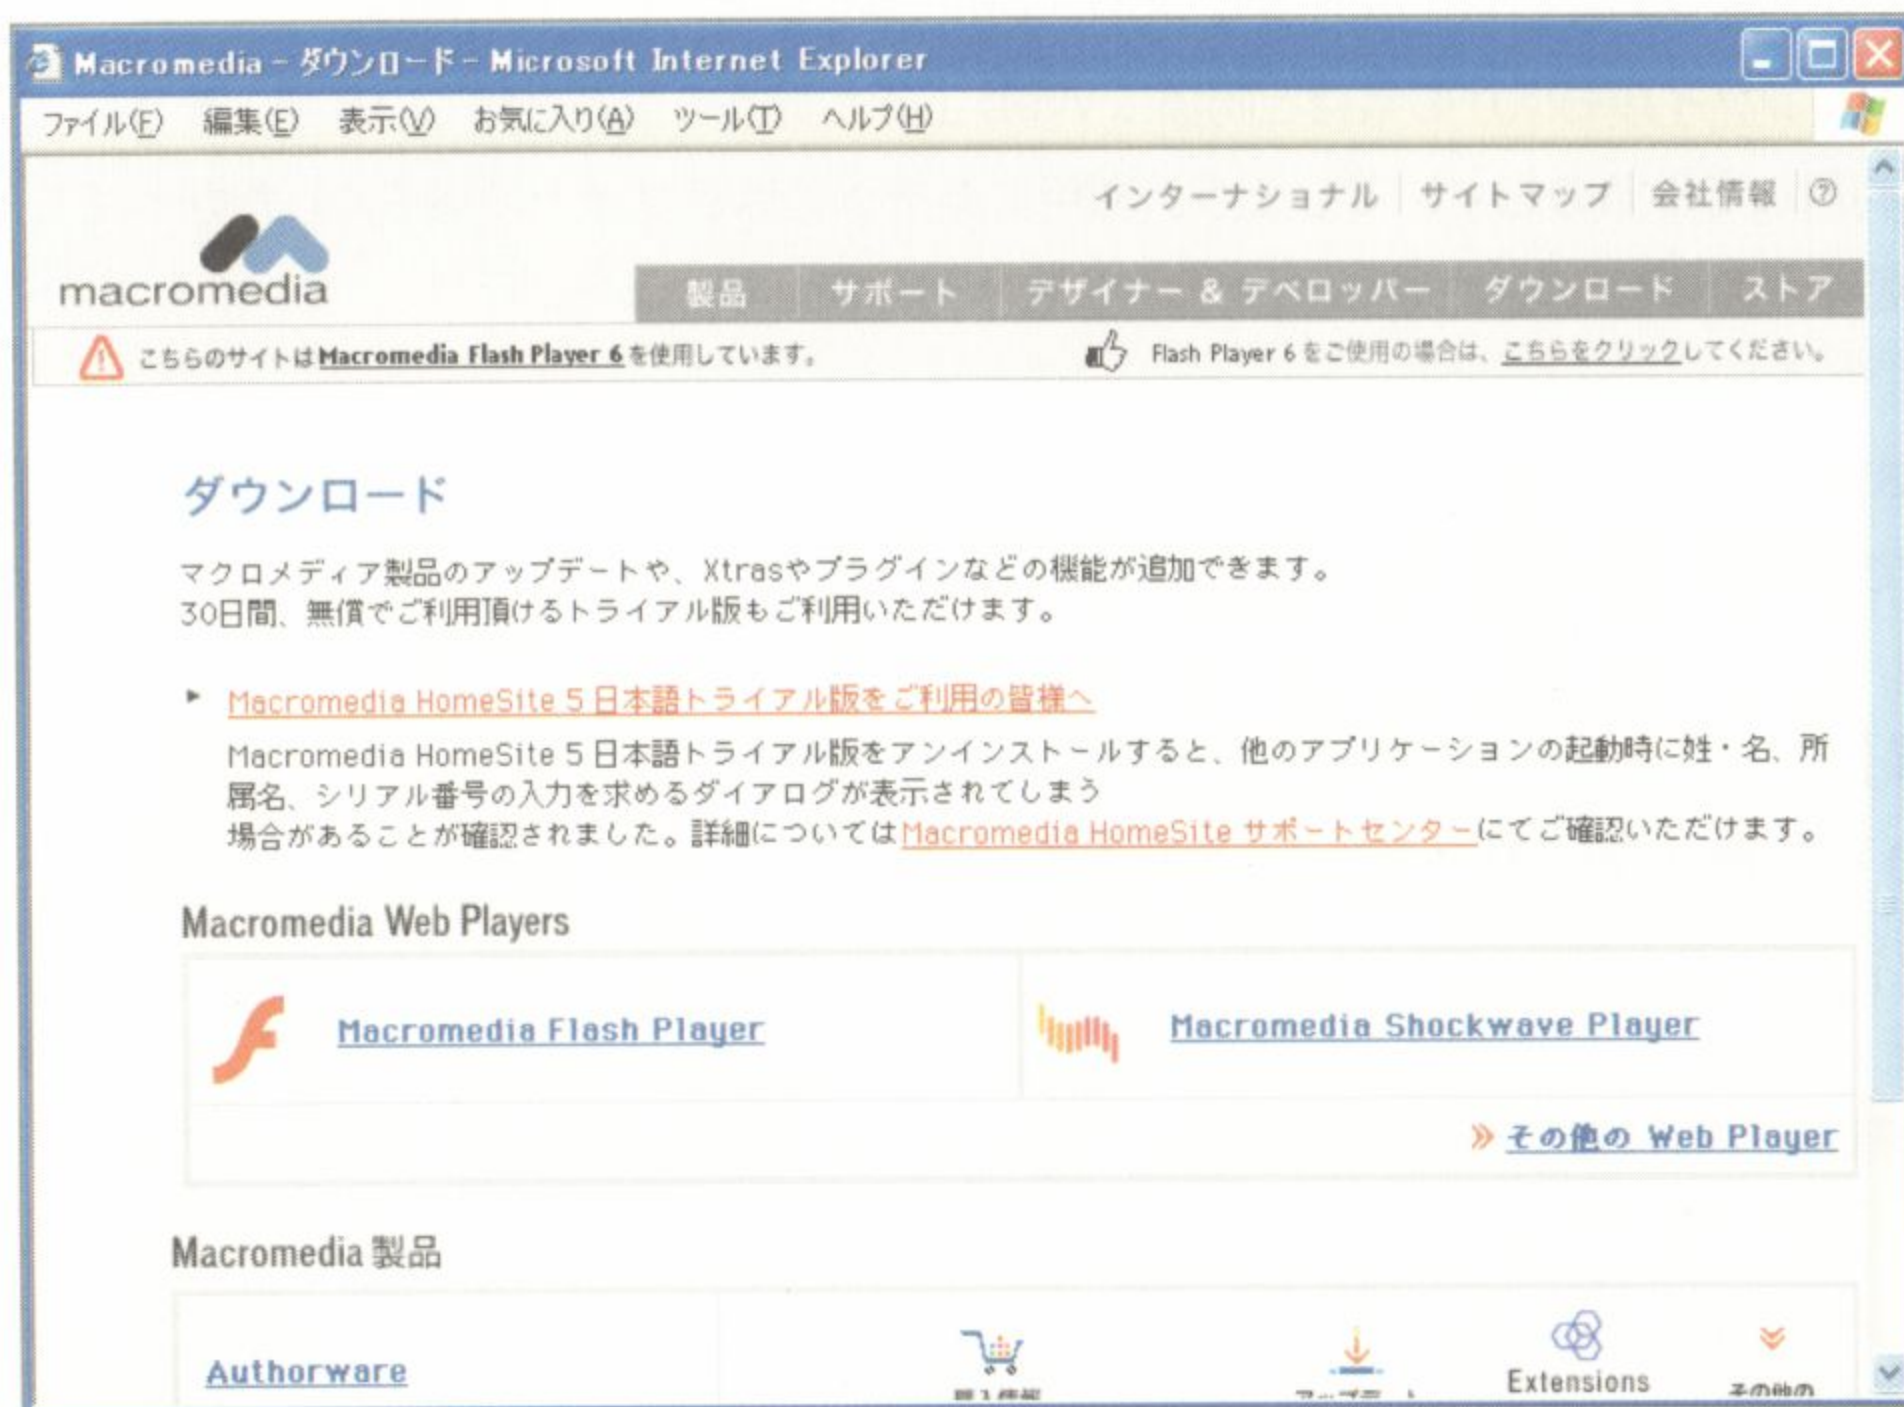 Macromedia - ダウンロード - Microsoft Internet Explorer
ファイル(F) 編集(E) 表示(V) お気に入り(A) ツール(T) ヘルプ(H)
インターナショナル サイトマップ 会社情報 ?
macromedia
製品 サポート デザイナー & デベロッパー ダウンロード ストア
こちらのサイトは Macromedia Flash Player 6 を使用しています。 Flash Player 6 をご使用の場合は、こちらをクリックしてください。
ダウンロード
マクロメディア製品のアップデートや、Xtrasやプラグインなどの機能が追加できます。
30日間、無償でご利用頂けるトライアル版もご利用いただけます。
Macromedia HomeSite 5 日本語トライアル版をご利用の皆様へ
Macromedia HomeSite 5 日本語トライアル版をアンインストールすると、他のアプリケーションの起動時に姓・名、所
属名、シリアル番号の入力を求めるダイアログが表示されてしまう
場合があることが確認されました。詳細についてはMacromedia HomeSite サポートセンターにてご確認いただけます。
Macromedia Web Players
Macromedia Flash Player Macromedia Shockwave Player
» その他の Web Player
Macromedia 製品
Authorware
購入情報 アップデート Extensions その他の